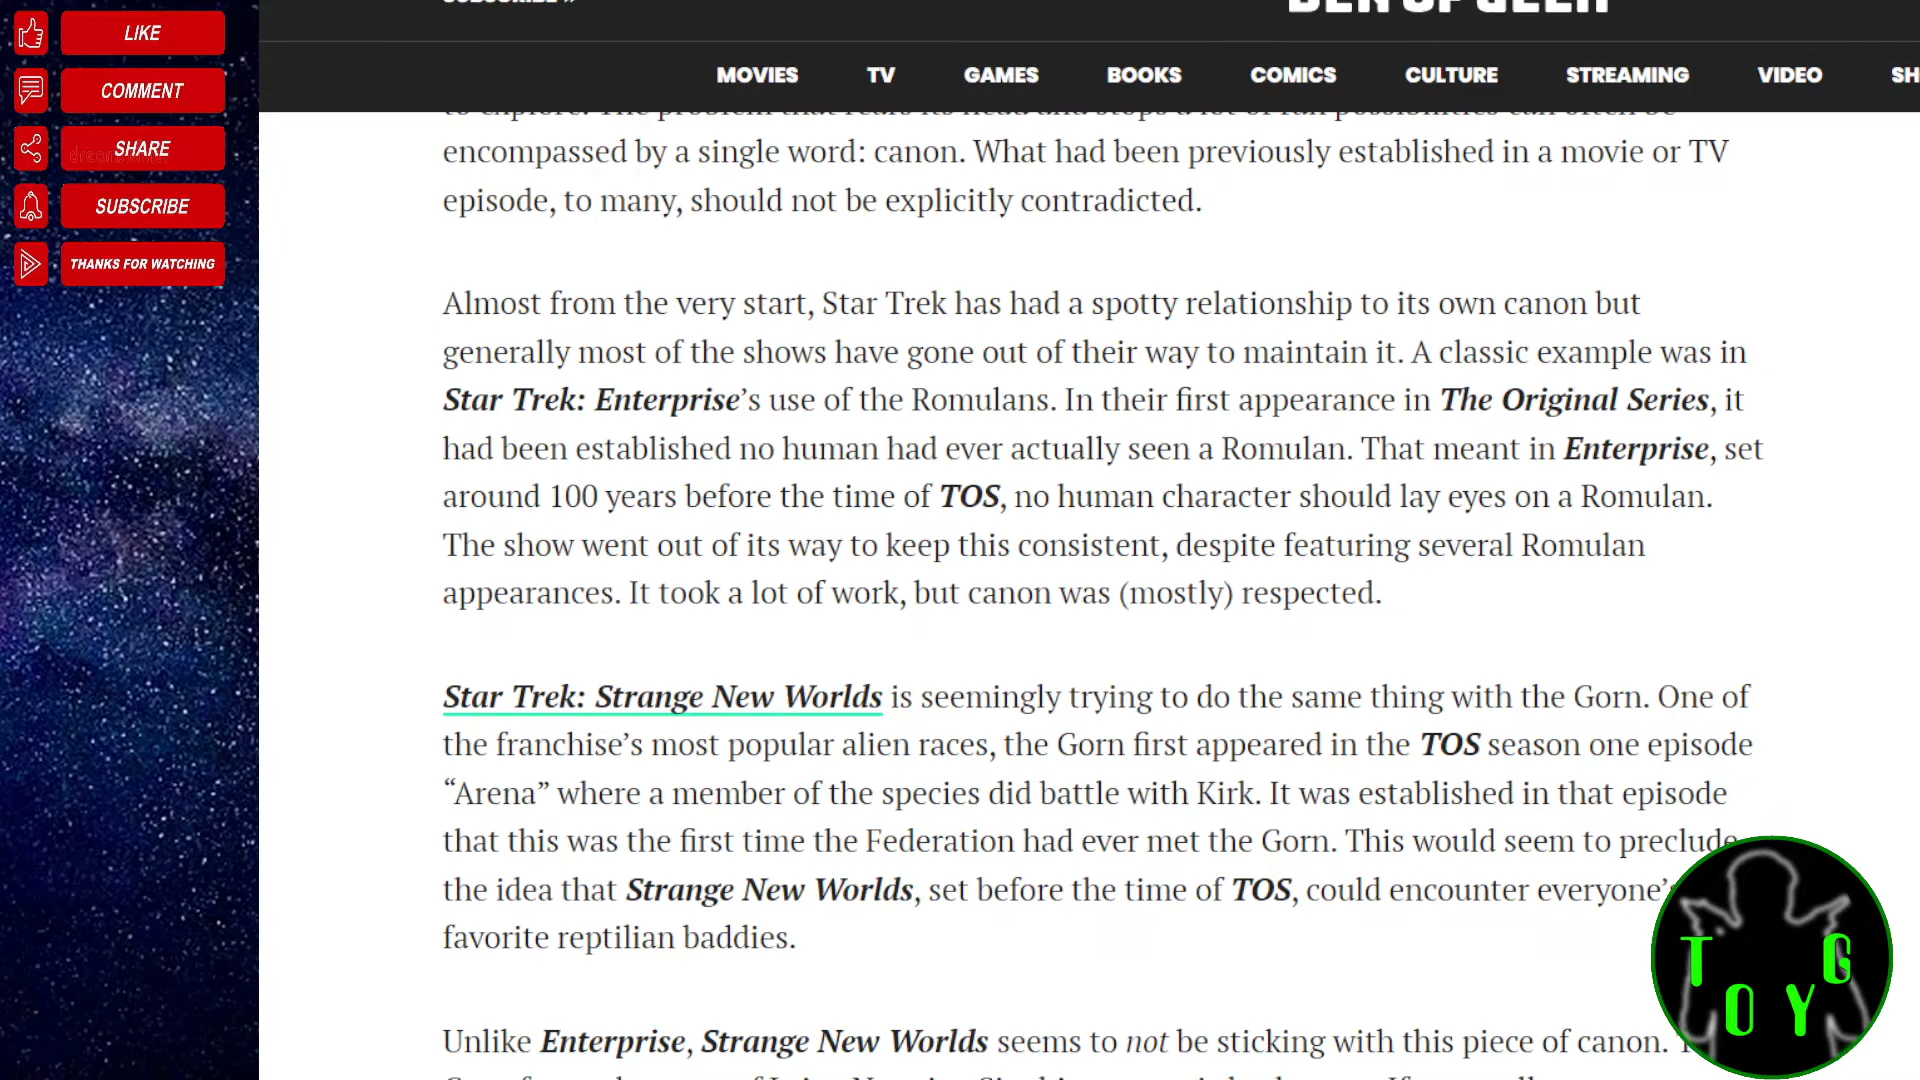 LIKE
COMMENT
SHARE
SUBSCRIBE
THANKS FOR WATCHING
DEN OF GEEK
MOVIES TV GAMES BOOKS COMICS CULTURE STREAMING VIDEO SH
encompassed by a single word: canon. What had been previously established in a movie or TV
episode, to many, should not be explicitly contradicted.
Almost from the very start, Star Trek has had a spotty relationship to its own canon but
generally most of the shows have gone out of their way to maintain it. A classic example was in
Star Trek: Enterprise’s use of the Romulans. In their first appearance in The Original Series, it
had been established no human had ever actually seen a Romulan. That meant in Enterprise, set
around 100 years before the time of TOS, no human character should lay eyes on a Romulan.
The show went out of its way to keep this consistent, despite featuring several Romulan
appearances. It took a lot of work, but canon was (mostly) respected.
Star Trek: Strange New Worlds is seemingly trying to do the same thing with the Gorn. One of
the franchise’s most popular alien races, the Gorn first appeared in the TOS season one episode
“Arena” where a member of the species did battle with Kirk. It was established in that episode
that this was the first time the Federation had ever met the Gorn. This would seem to preclude
the idea that Strange New Worlds, set before the time of TOS, could encounter everyone’s
favorite reptilian baddies.
Unlike Enterprise, Strange New Worlds seems to not be sticking with this piece of canon.
T O Y G